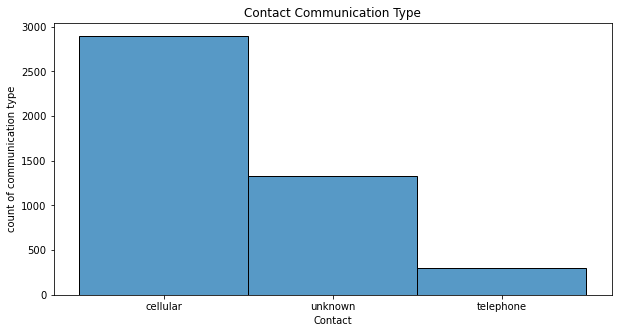 Contact Communication Type
count of communication type
3000
2500
2000
1500
1000
500
0
cellular unknown telephone
Contact